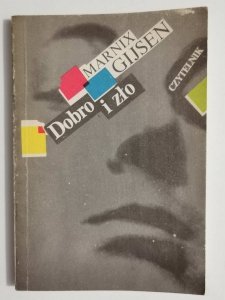 MARNIX
GIJSEN
Dobro
i zło
CZYTELNIK